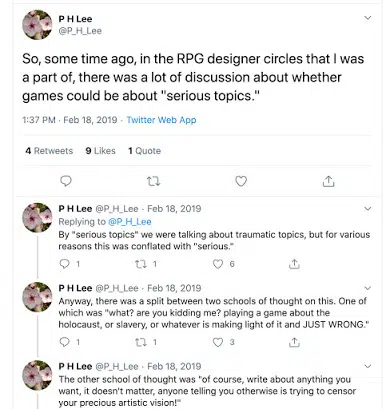 P H Lee
@P_H_Lee
So, some time ago, in the RPG designer circles that I was
a part of, there was a lot of discussion about whether
games could be about "serious topics."
1:37 PM · Feb 18, 2019 · Twitter Web App
4 Retweets 9 Likes 1 Quote
P H Lee @P_H_Lee · Feb 18, 2019
Replying to @P_H_Lee
By "serious topics" we were talking about traumatic topics, but for various
reasons this was conflated with "serious."
1 1 6
P H Lee @P_H_Lee · Feb 18, 2019
Anyway, there was a split between two schools of thought on this. One of
which was "what? are you kidding me? playing a game about the
holocaust, or slavery, or whatever is making light of it and JUST WRONG."
1 1 3
P H Lee @P_H_Lee · Feb 18, 2019
The other school of thought was "of course, write about anything you
want, it doesn't matter, anyone telling you otherwise is trying to censor
your precious artistic vision!"